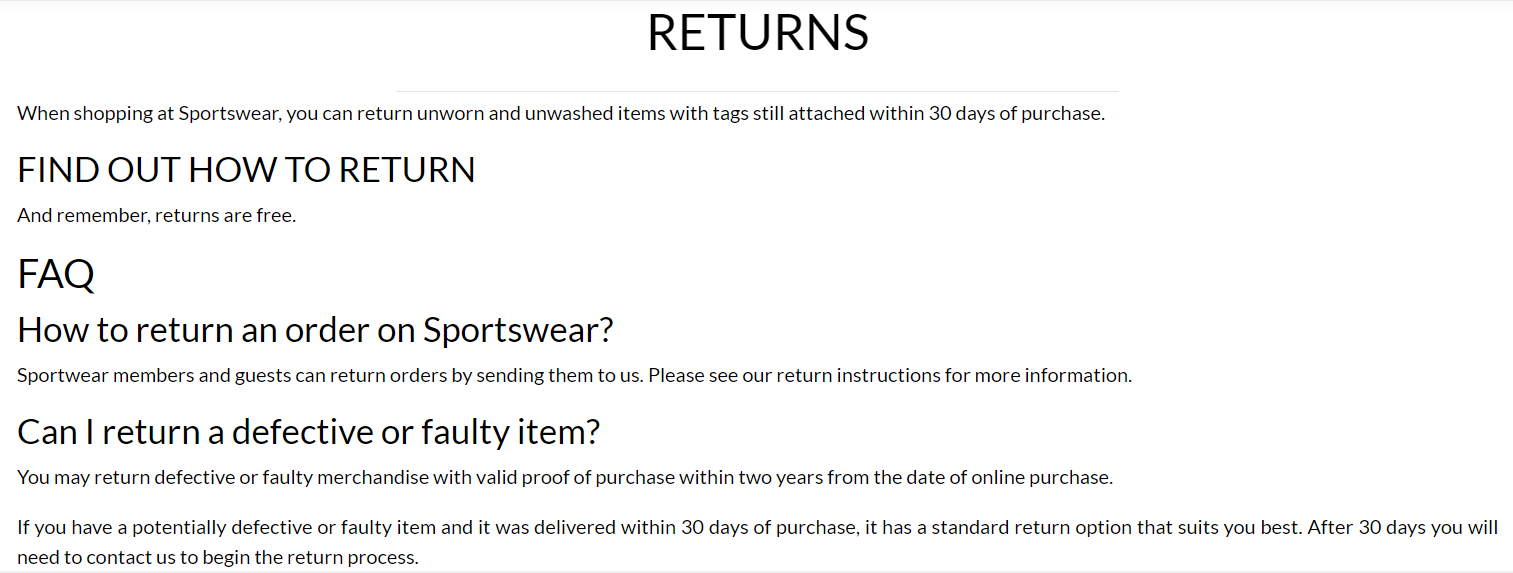 RETURNS
When shopping at Sportswear, you can return unworn and unwashed items with tags still attached within 30 days of purchase.
FIND OUT HOW TO RETURN
And remember, returns are free.
FAQ
How to return an order on Sportswear?
Sportwear members and guests can return orders by sending them to us. Please see our return instructions for more information.
Can I return a defective or faulty item?
You may return defective or faulty merchandise with valid proof of purchase within two years from the date of online purchase.
If you have a potentially defective or faulty item and it was delivered within 30 days of purchase, it has a standard return option that suits you best. After 30 days you will
need to contact us to begin the return process.